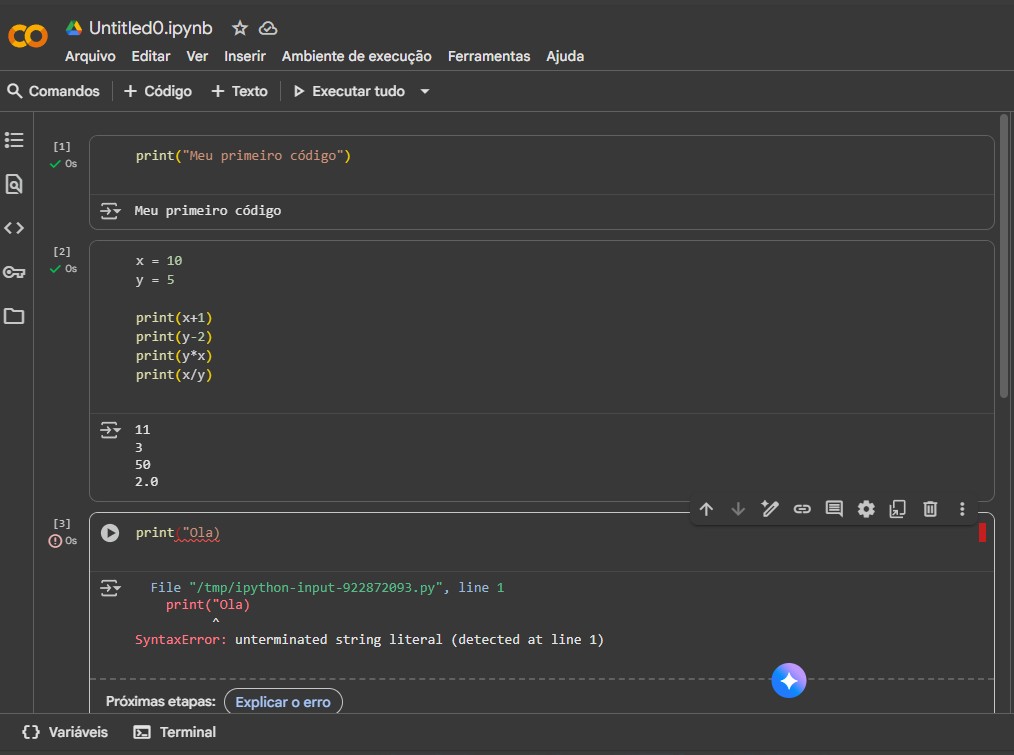 Untitled0.ipynb
Arquivo Editar Ver Inserir Ambiente de execução Ferramentas Ajuda
Comandos + Código + Texto Executar tudo
[1]
0s
print("Meu primeiro código")
Meu primeiro código
[2]
0s
x = 10
y = 5
print(x+1)
print(y-2)
print(y*x)
print(x/y)
11
3
50
2.0
[3]
0s
print("Ola)
File "/tmp/ipython-input-922872093.py", line 1
print("Ola)
^
SyntaxError: unterminated string literal (detected at line 1)
Próximas etapas: Explicar o erro
Variáveis Terminal